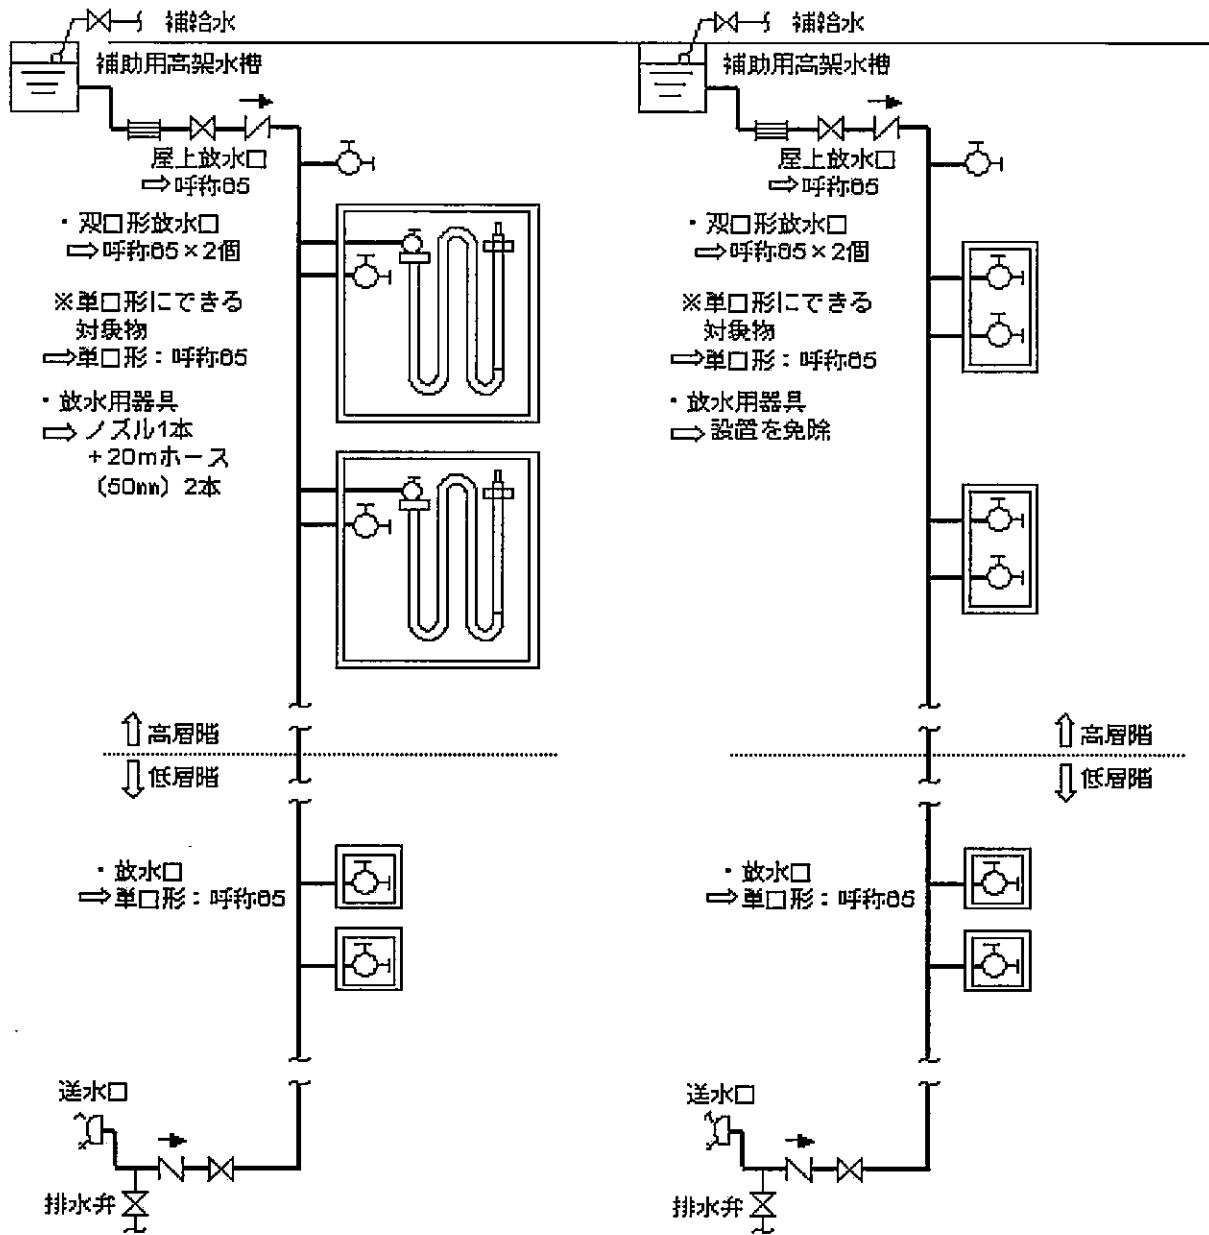 補給水
補助用高架水槽
屋上放水口
⇨呼称65
・双口形放水口
⇨呼称65×2個
※単口形にできる
対象物
⇨単口形：呼称65
・放水用器具
⇨ノズル1本
+20mホース
(50mm) 2本
⇧高層階
⇩低層階
・放水口
⇨単口形：呼称65
送水口
排水弁
補給水
補助用高架水槽
屋上放水口
⇨呼称65
・双口形放水口
⇨呼称65×2個
※単口形にできる
対象物
⇨単口形：呼称65
・放水用器具
⇨設置を免除
⇧高層階
⇩低層階
・放水口
⇨単口形：呼称65
送水口
排水弁